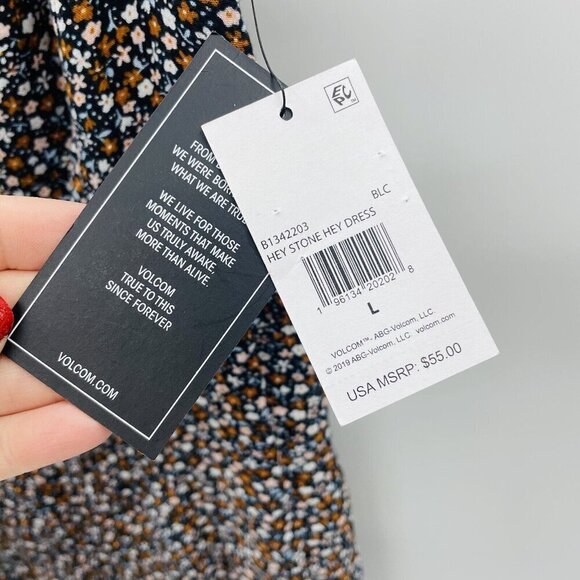 FROM
WE WERE BOR
WHAT WE ARE TRU
WE LIVE FOR THOSE
MOMENTS THAT MAKE
US TRULY AWAKE,
MORE THAN ALIVE.
VOLCOM
TRUE TO THIS
SINCE FOREVER
VOLCOM.COM
EPC™
BLC
B1342203
HEY STONE HEY DRESS
1 96134 20202 8
L
VOLCOM™- ABG-Volcom, LLC
© 2019 ABG-Volcom, LLC volcom.com
USA MSRP: $55.00